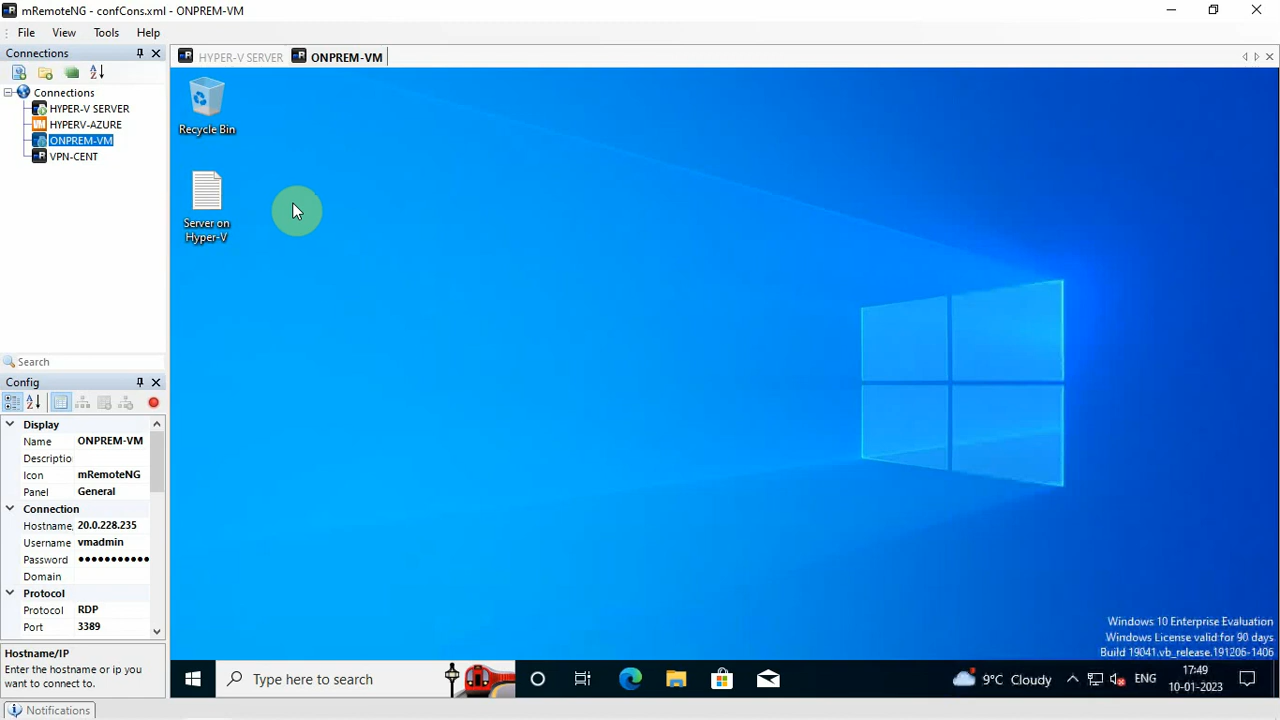 mRemoteNG - confCons.xml - ONPREM-VM
File View Tools Help
Connections
HYPER-V SERVER ONPREM-VM
Connections
HYPER-V SERVER
HYPERV-AZURE
ONPREM-VM
VPN-CENT
Recycle Bin
Server on
Hyper-V
Search
Config
Display
Name ONPREM-VM
Descriptio
Icon mRemoteNG
Panel General
Connection
Hostname, 20.0.228.235
Username vmadmin
Password ●●●●●●●●●●●
Domain
Protocol
Protocol RDP
Port 3389
Hostname/IP
Enter the hostname or ip you
want to connect to.
Windows 10 Enterprise Evaluation
Windows License valid for 90 days
Build 19041.vb_release.191206-1406
Type here to search
9°C Cloudy
ENG
17:49
10-01-2023
Notifications